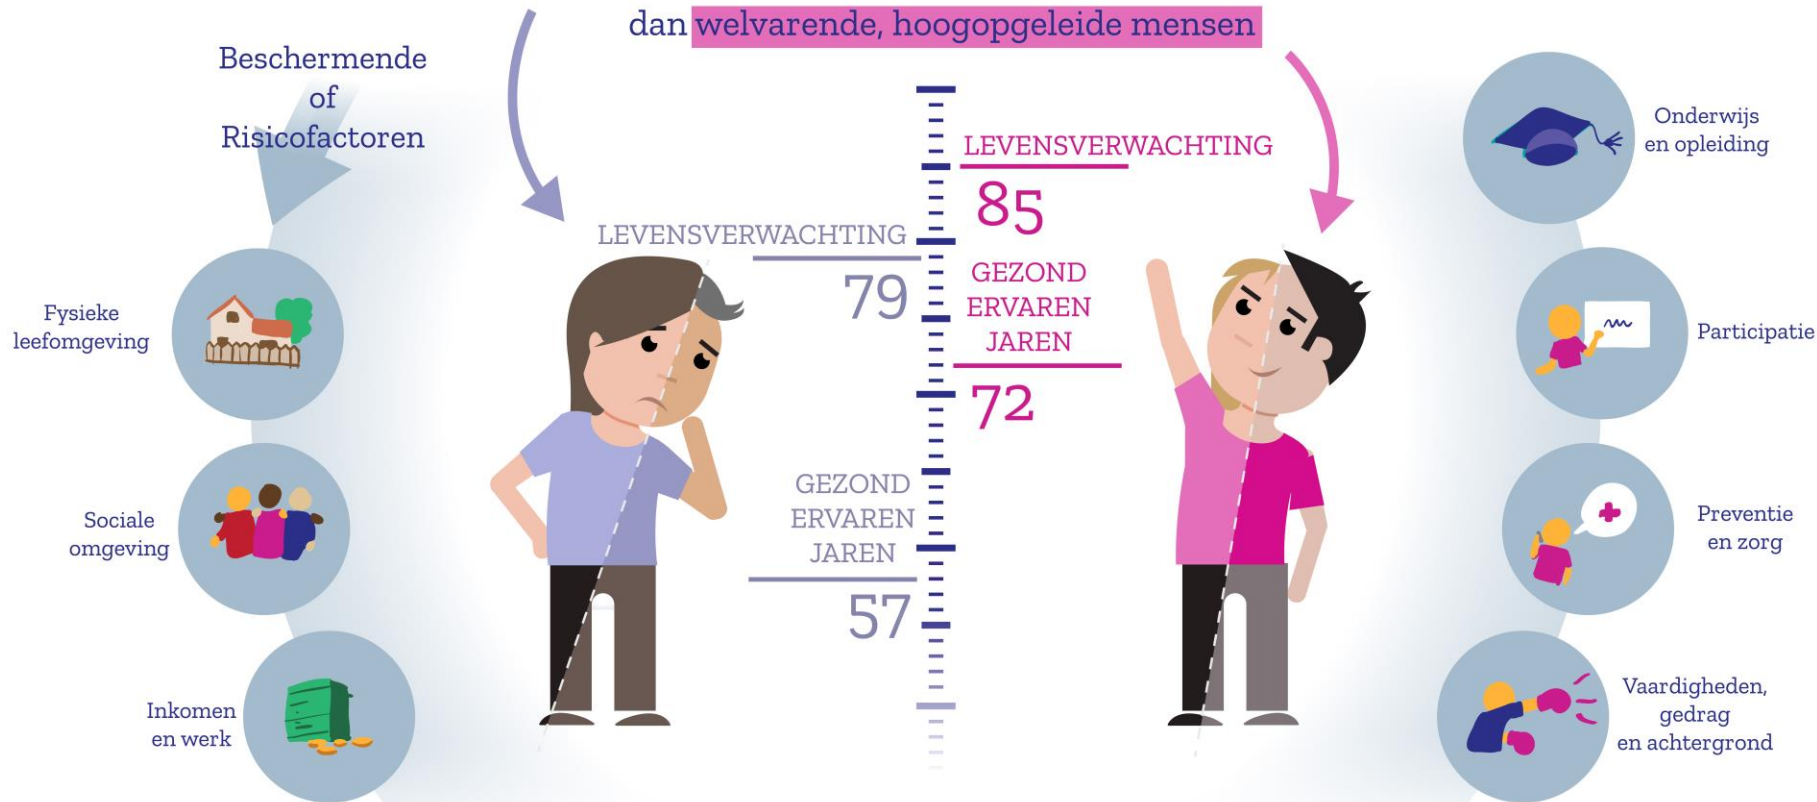 dan welvarende, hoogopgeleide mensen
Beschermende
of
Risicofactoren
Fysieke
leefomgeving
Sociale
omgeving
Inkomen
en werk
LEVENSVERWACHTING
79
GEZOND
ERVAREN
JAREN
57
LEVENSVERWACHTING
85
GEZOND
ERVAREN
JAREN
72
Onderwijs
en opleiding
Participatie
Preventie
en zorg
Vaardigheden,
gedrag
en achtergrond